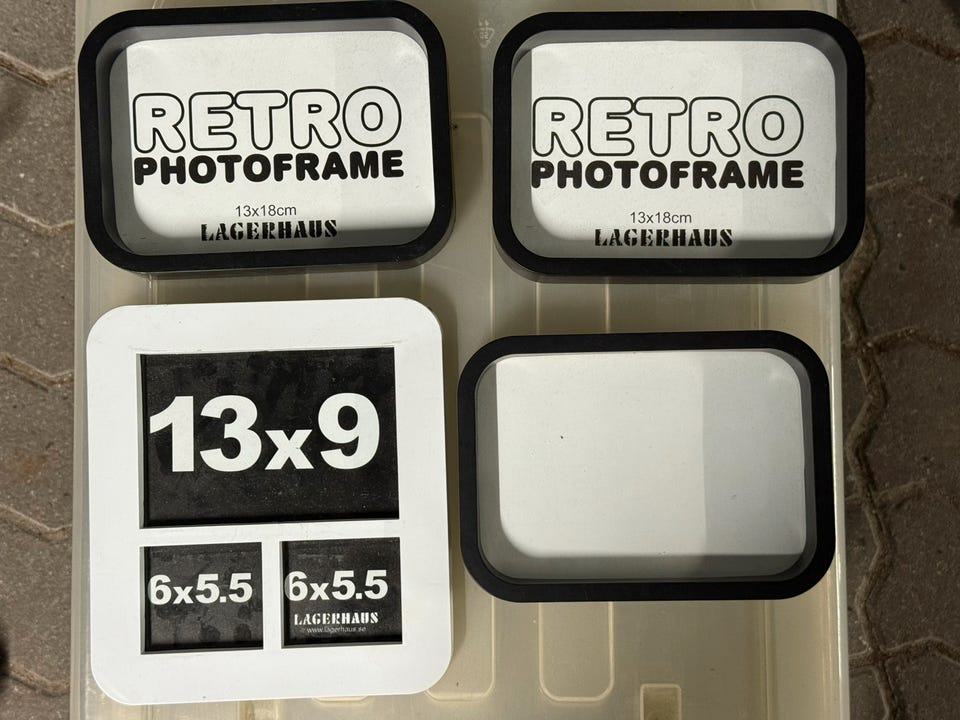 RETRO
PHOTOFRAME
13x18cm
LAGERHAUS
RETRO
PHOTOFRAME
13x18cm
LAGERHAUS
13x9
6x5.5
6x5.5
LAGERHAUS
www.lagerhaus.se